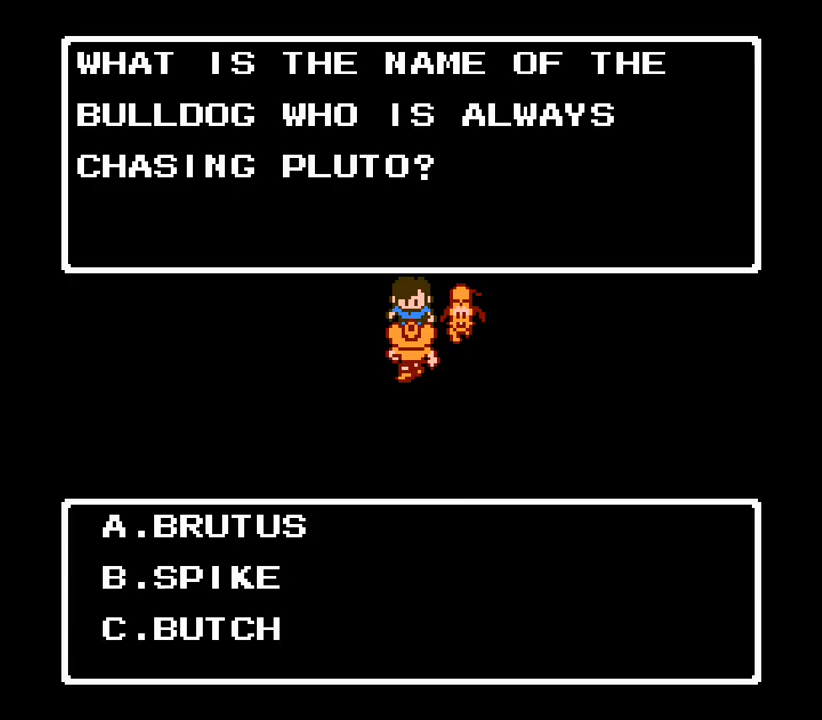 WHAT IS THE NAME OF THE
BULLDOG WHO IS ALWAYS
CHASING PLUTO?
A.BRUTUS
B.SPIKE
C.BUTCH